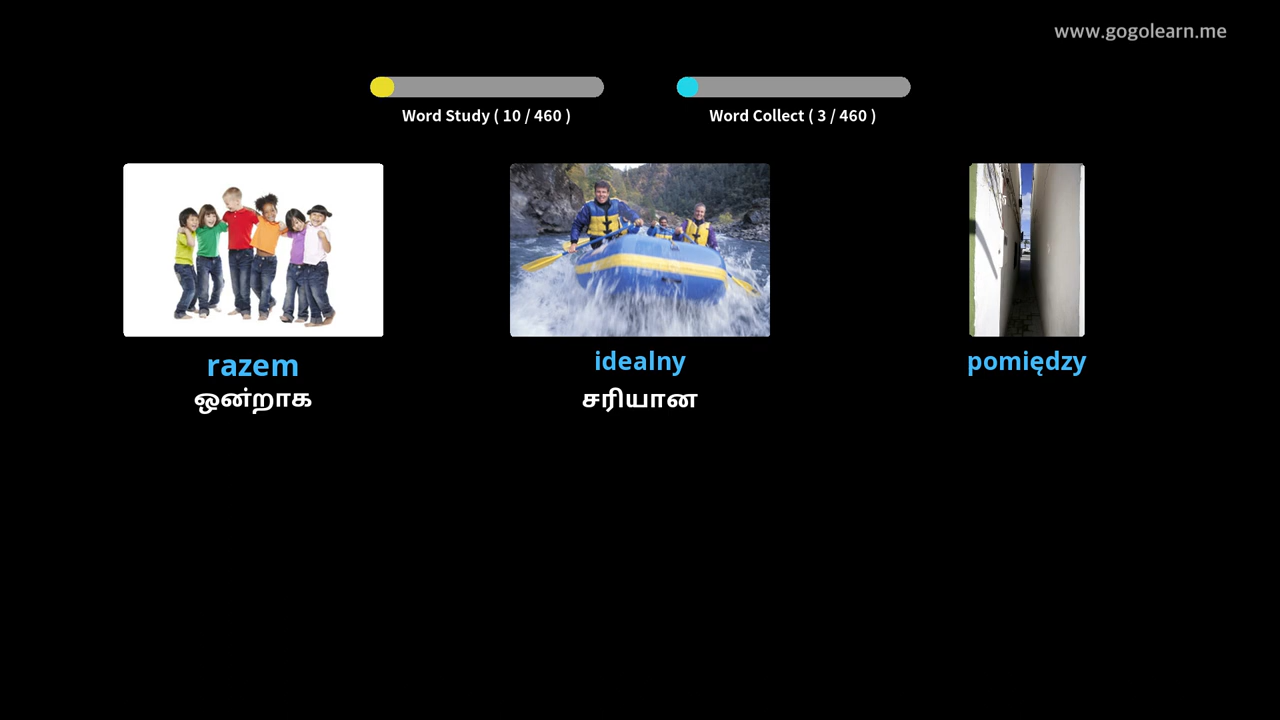 www.gogolearn.me
Word Study ( 10 / 460 )
Word Collect ( 3 / 460 )
razem
ஒன்றாக
idealny
சரியான
pomiędzy